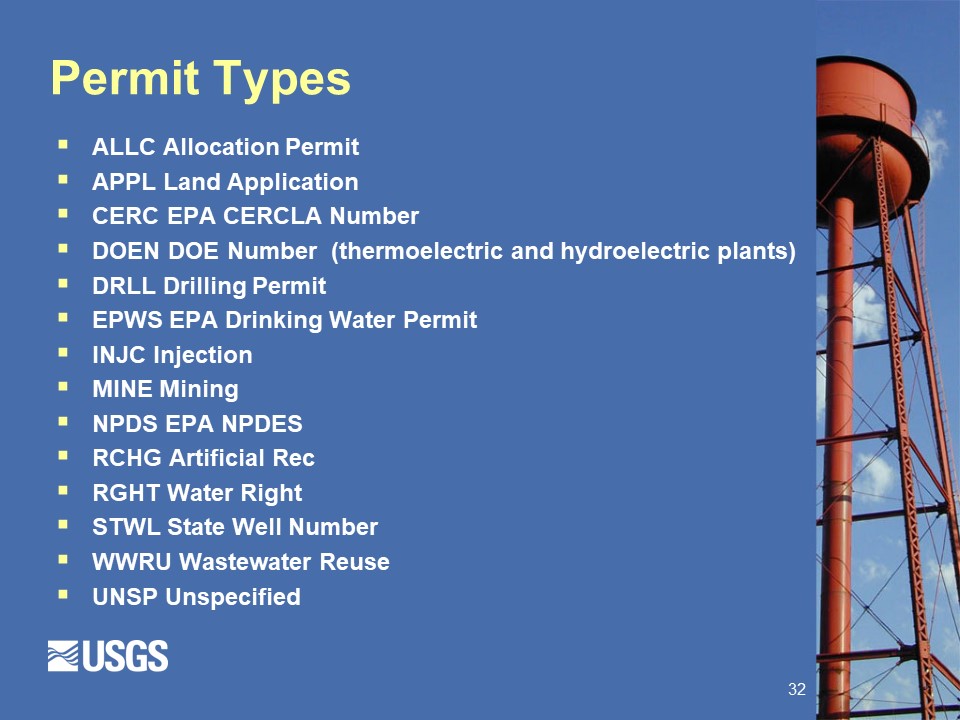 Permit Types
ALLC Allocation Permit
APPL Land Application
CERC EPA CERCLA Number
DOEN DOE Number  (thermoelectric and hydroelectric plants)
DRLL Drilling Permit
EPWS EPA Drinking Water Permit
INJC Injection
MINE Mining
NPDS EPA NPDES
RCHG Artificial Rec
RGHT Water Right
STWL State Well Number
WWRU Wastewater Reuse
UNSP Unspecified
USGS
32